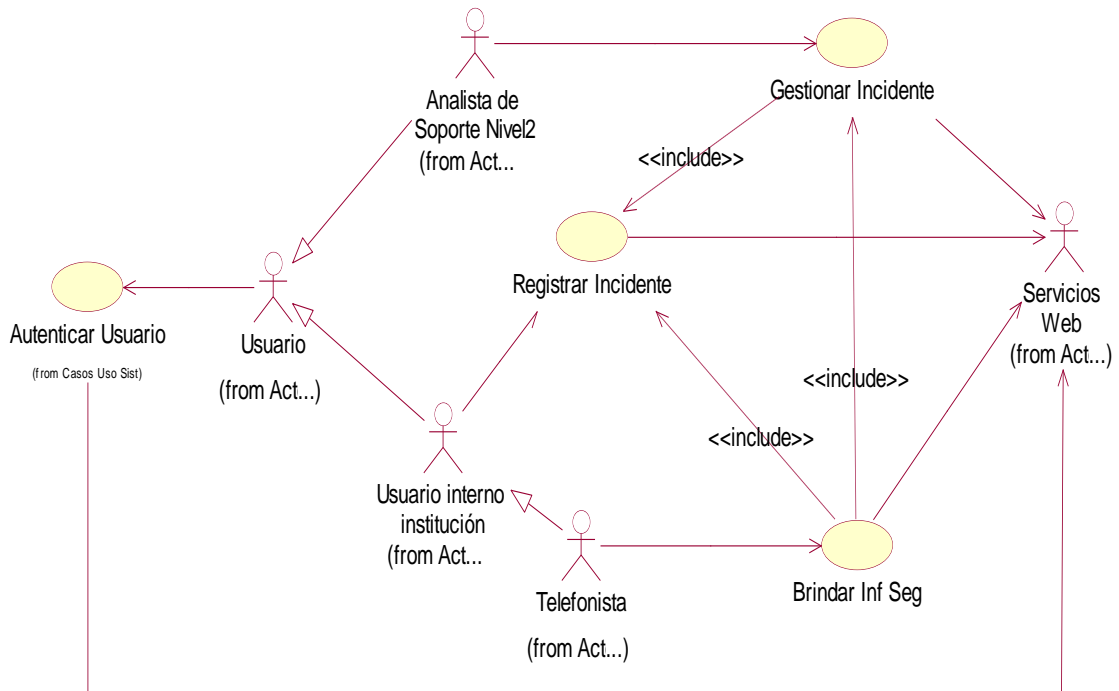 Analista de
Soporte Nivel2
(from Act...
Gestionar Incidente
<<include>>
Registrar Incidente
Servicios
Web
(from Act...)
Autenticar Usuario
(from Casos Uso Sist)
Usuario
(from Act...)
<<include>>
<<include>>
Usuario interno
institución
(from Act...
Telefonista
(from Act...)
Brindar Inf Seg